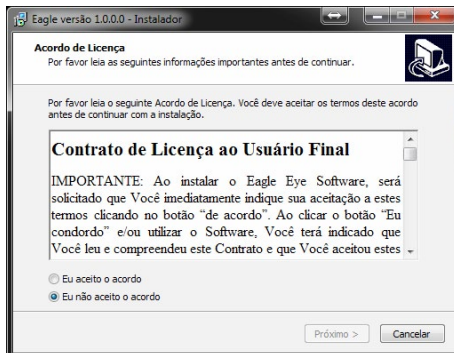 Eagle versão 1.0.0.0 - Instalador
Acordo de Licença
Por favor leia as seguintes informações importantes antes de continuar.
Por favor leia o seguinte Acordo de Licença. Você deve aceitar os termos deste acordo
antes de continuar com a instalação.
Contrato de Licença ao Usuário Final
IMPORTANTE: Ao instalar o Eagle Eye Software, será
solicitado que Você imediatamente indique sua aceitação a estes
termos clicando no botão “de acordo”. Ao clicar o botão “Eu
condordo” e/ou utilizar o Software, Você terá indicado que
Você leu e compreendeu este Contrato e que Você aceitou estes
Eu aceito o acordo
Eu não aceito o acordo
Próximo >
Cancelar